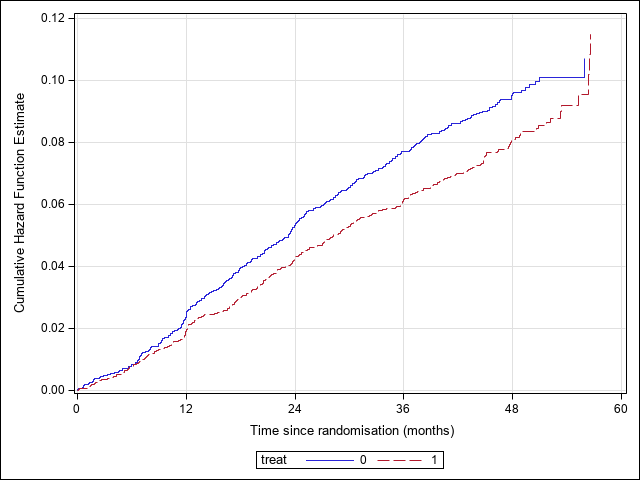 0.12
0.10
0.08
0.06
0.04
0.02
0.00
Cumulative Hazard Function Estimate
0 12 24 36 48 60
Time since randomisation (months)
treat 0 1